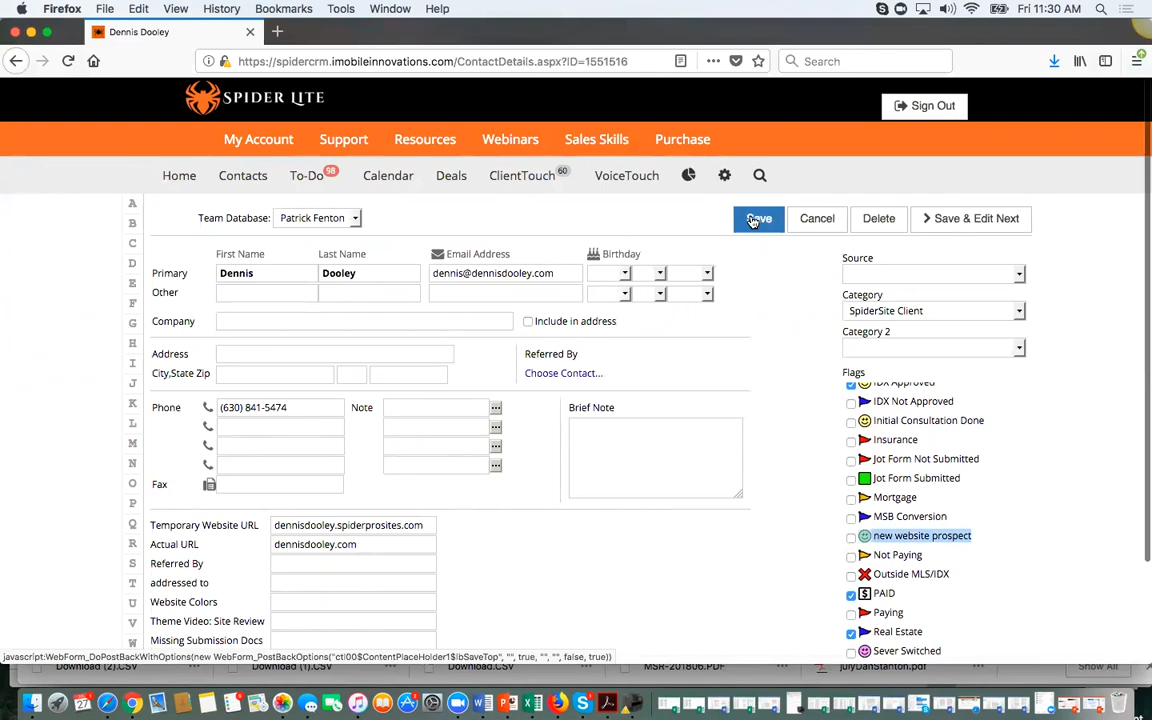 Firefox File Edit View History Bookmarks Tools Window Help Fri 11:30 AM
Dennis Dooley
https://spidercrm.imobileinnovations.com/ContactDetails.aspx?ID=1551516 Search
SPIDER LITE Sign Out
My Account Support Resources Webinars Sales Skills Purchase
Home Contacts To-Do 98 Calendar Deals ClientTouch 60 VoiceTouch
A
B
C
D
E
F
G
H
I
J
K
L
M
N
O
P
Q
R
S
T
U
V
W
Team Database: Patrick Fenton Save Cancel Delete Save & Edit Next
First Name Last Name Email Address Birthday
Primary Dennis Dooley dennis@dennisdooley.com
Other
Company Include in address
Address Referred By
City,State Zip Choose Contact...
Phone (630) 841-5474 Note Brief Note
Fax
Temporary Website URL dennisdooley.spiderprosites.com
Actual URL dennisdooley.com
Referred By
addressed to
Website Colors
Theme Video: Site Review
Missing Submission Docs
Source
Category
SpiderSite Client
Category 2
Flags
IDX Approved
IDX Not Approved
Initial Consultation Done
Insurance
Jot Form Not Submitted
Jot Form Submitted
Mortgage
MSB Conversion
new website prospect
Not Paying
Outside MLS/IDX
PAID
Paying
Real Estate
Sever Switched
javascript:WebForm_DoPostBackWithOptions(new WebForm_PostBackOptions("ctl00$ContentPlaceHolder1$lbSaveTop", "", true, "", "", false, true))
Download (2).CSV Download (1).CSV Download.CSV MSR-201806.PDF julyDanStanton.pdf Show All